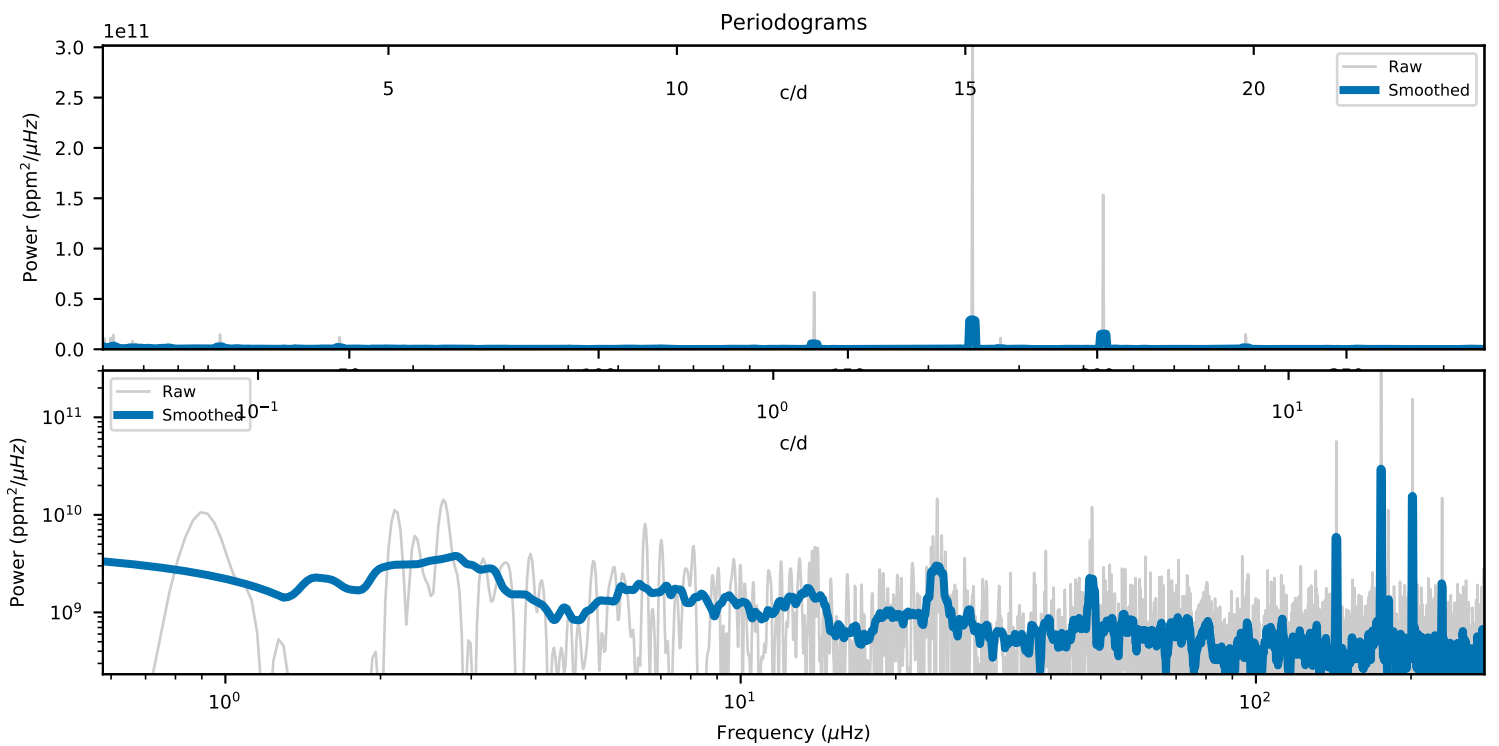 Periodograms
1e11
3.0
2.5
2.0
1.5
1.0
0.5
0.0
Power (ppm²/μHz)
5 10 15 20
c/d
Raw
Smoothed
Raw
Smoothed
10⁻¹ 10⁰ 10¹
c/d
10¹¹
10¹⁰
10⁹
Power (ppm²/μHz)
10⁰ 10¹ 10²
Frequency (μHz)